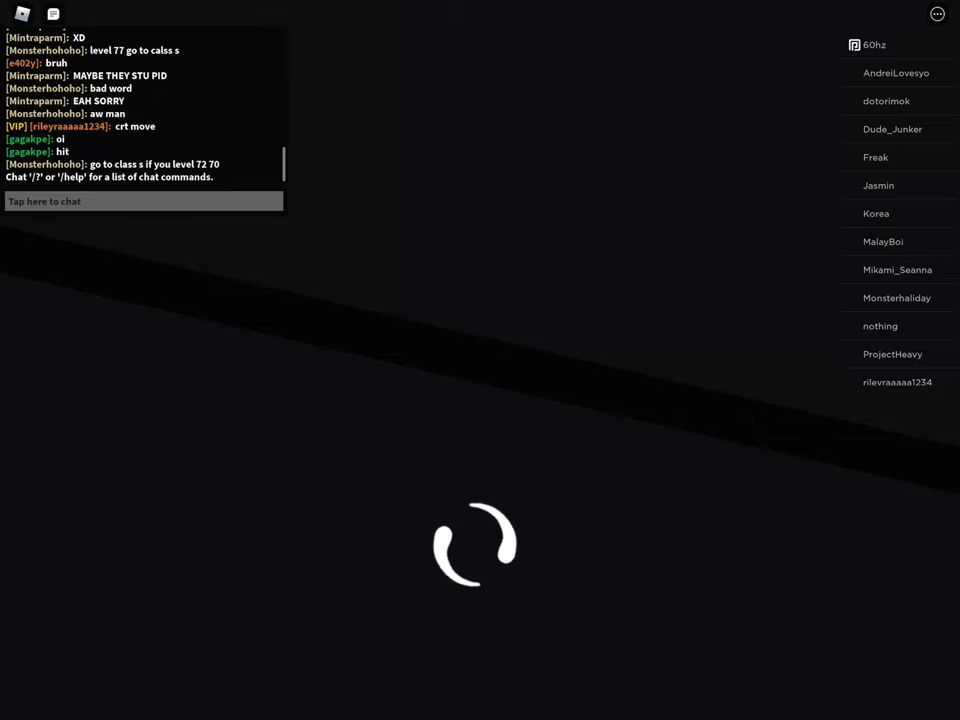 [Mintraparm]: XD
[Monsterhohoho]: level 77 go to calss s
[e402y]: bruh
[Mintraparm]: MAYBE THEY STU PID
[Monsterhohoho]: bad word
[Mintraparm]: EAH SORRY
[Monsterhohoho]: aw man
[VIP] [rileyraaaaa1234]: crt move
[gagakpe]: oi
[gagakpe]: hit
[Monsterhohoho]: go to class s if you level 72 70
Chat '/?' or '/help' for a list of chat commands.
Tap here to chat
60hz
AndreiLovesyo
dotorimok
Dude_Junker
Freak
Jasmin
Korea
MalayBoi
Mikami_Seanna
Monsterhaliday
nothing
ProjectHeavy
rileyraaaaa1234